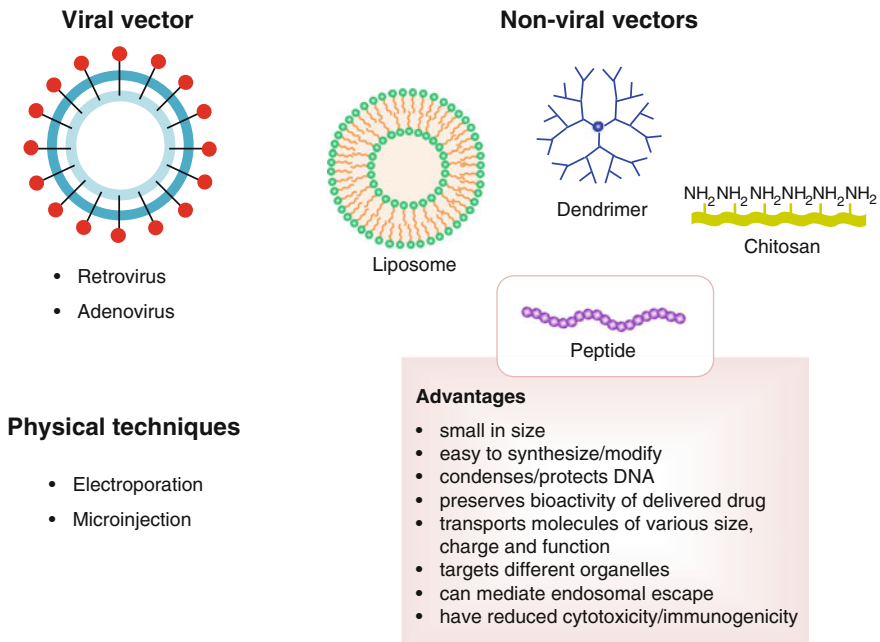 Viral vector
Retrovirus
Adenovirus
Physical techniques
Electroporation
Microinjection
Non-viral vectors
Liposome
Dendrimer
NH2NH2NH2NH2NH2NH2
Chitosan
Peptide
Advantages
• small in size
• easy to synthesize/modify
• condenses/protects DNA
• preserves bioactivity of delivered drug
• transports molecules of various size,
charge and function
• targets different organelles
• can mediate endosomal escape
• have reduced cytotoxicity/immunogenicity